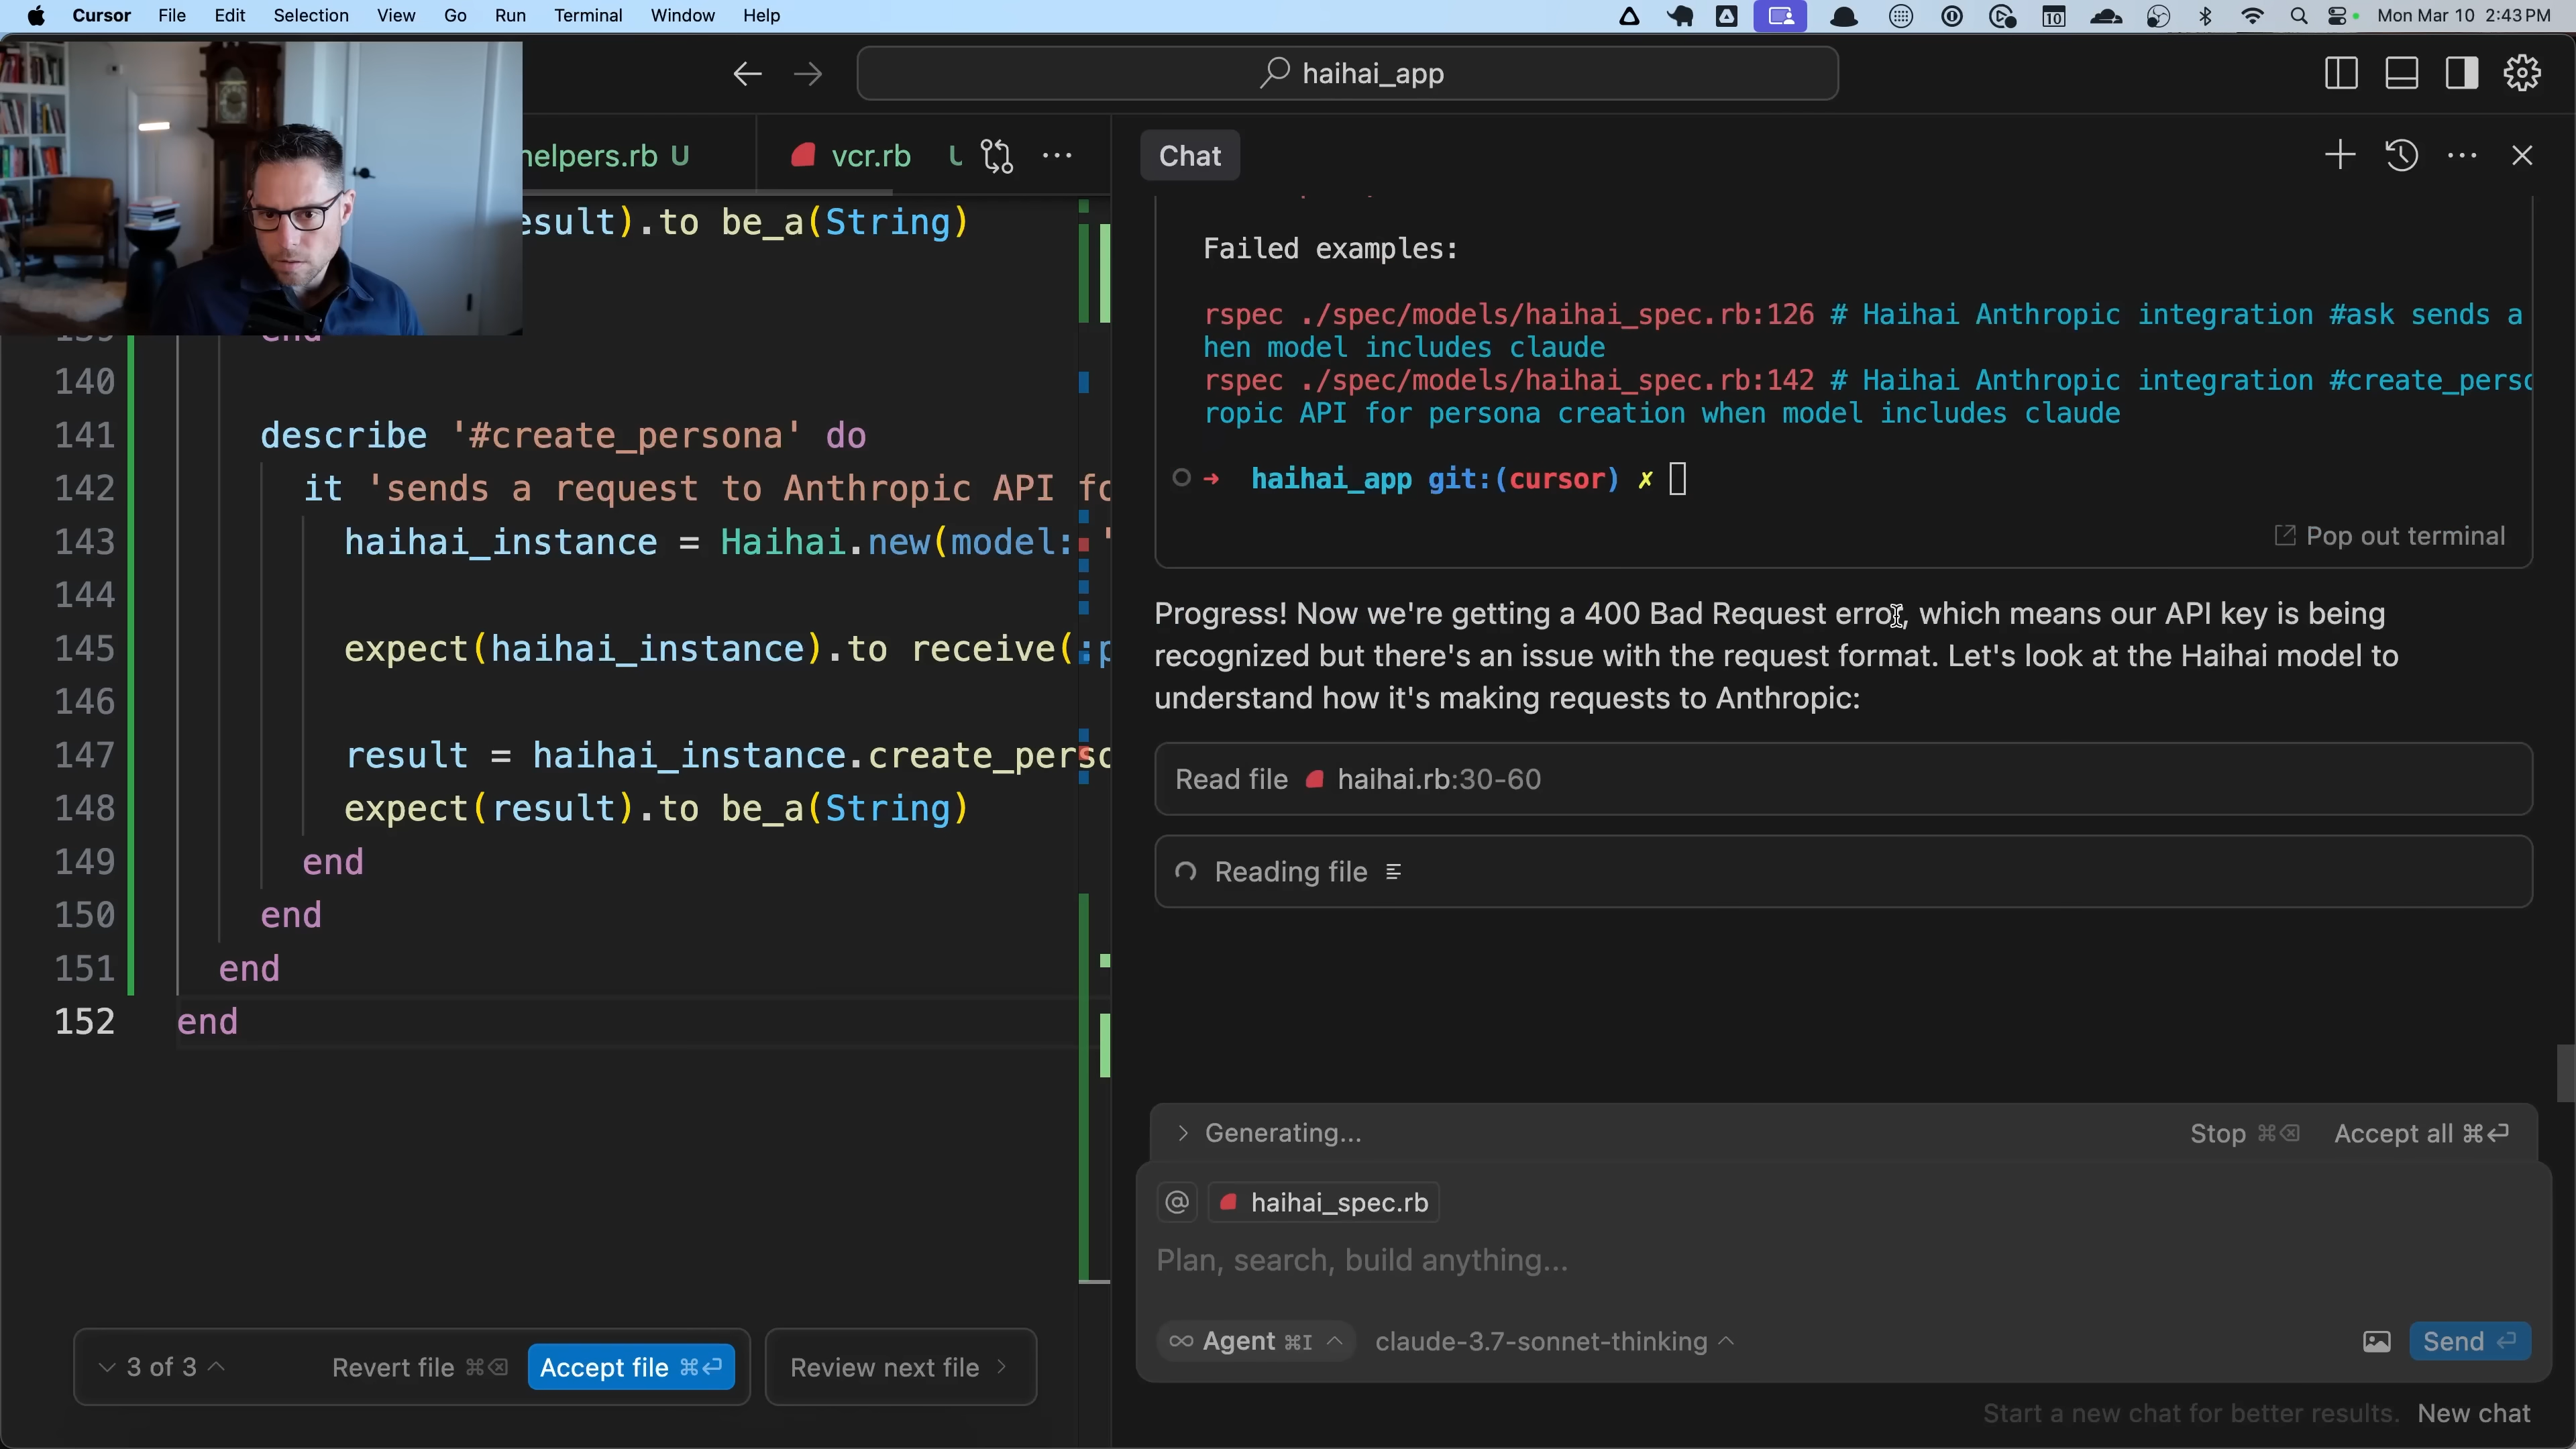 Cursor File Edit Selection View Go Run Terminal Window Help
10 Mon Mar 10 2:43 PM
haihai_app
helpers.rb U
vcr.rb
esult).to be_a(String)
end
140
141 describe '#create_persona' do
142 it 'sends a request to Anthropic API fo
143 haihai_instance = Haihai.new(model: '
144
145 expect(haihai_instance).to receive(:p
146
147 result = haihai_instance.create_perso
148 expect(result).to be_a(String)
149 end
150 end
151 end
152 end
3 of 3 Revert file ⌘⌫ Accept file ⌘⏎ Review next file
Chat
Failed examples:
rspec ./spec/models/haihai_spec.rb:126 # Haihai Anthropic integration #ask sends a
hen model includes claude
rspec ./spec/models/haihai_spec.rb:142 # Haihai Anthropic integration #create_perso
ropic API for persona creation when model includes claude
➜ haihai_app git:(cursor) ✗
Pop out terminal
Progress! Now we're getting a 400 Bad Request error, which means our API key is being
recognized but there's an issue with the request format. Let's look at the Haihai model to
understand how it's making requests to Anthropic:
Read file haihai.rb:30-60
Reading file
Generating...
Stop ⌘⌫ Accept all ⌘⏎
@ haihai_spec.rb
Plan, search, build anything...
Agent ⌘I claude-3.7-sonnet-thinking
Send ⏎
Start a new chat for better results. New chat